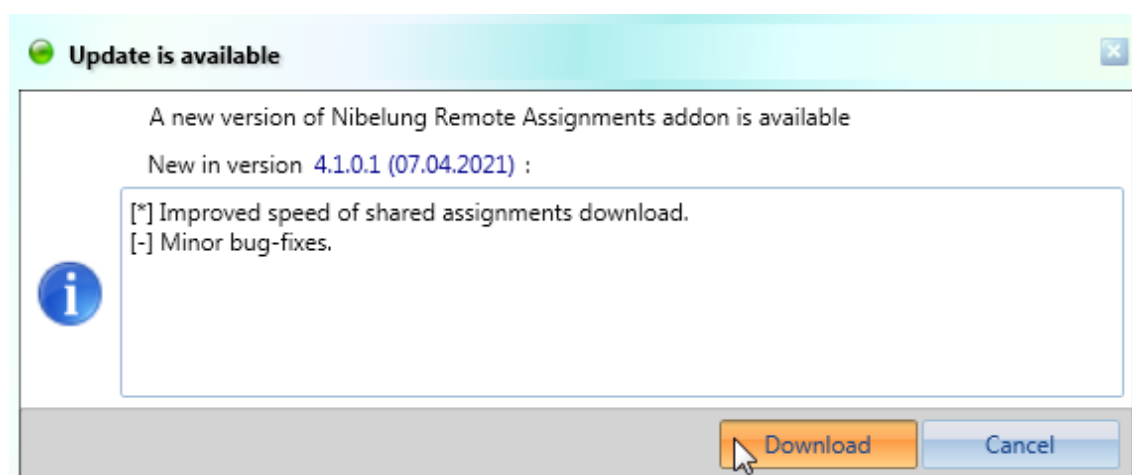 Update is available
A new version of Nibelung Remote Assignments addon is available
New in version 4.1.0.1 (07.04.2021) :
[*] Improved speed of shared assignments download.
[-] Minor bug-fixes.
Download Cancel